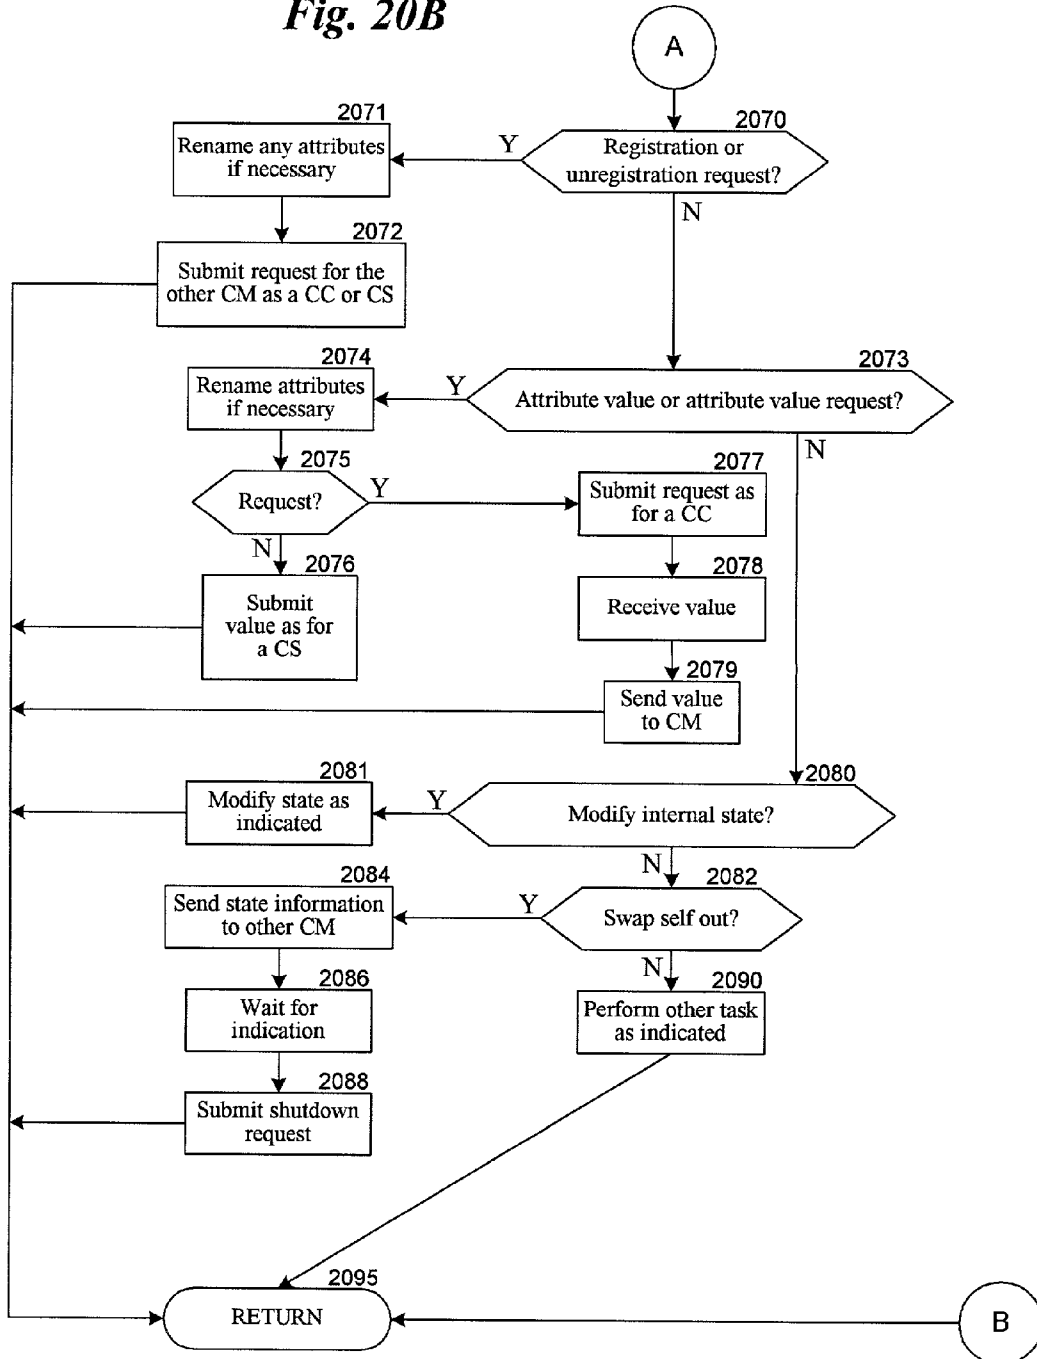 Fig. 20B
A
2070
Registration or
unregistration request?
Y
N
2071
Rename any attributes
if necessary
2072
Submit request for the
other CM as a CC or CS
2073
Attribute value or attribute value request?
Y
N
2074
Rename attributes
if necessary
2075
Request?
Y
N
2076
Submit
value as for
a CS
2077
Submit request as
for a CC
2078
Receive value
2079
Send value
to CM
2080
Modify internal state?
Y
N
2081
Modify state as
indicated
2082
Swap self out?
Y
N
2084
Send state information
to other CM
2086
Wait for
indication
2088
Submit shutdown
request
2090
Perform other task
as indicated
2095
RETURN
B